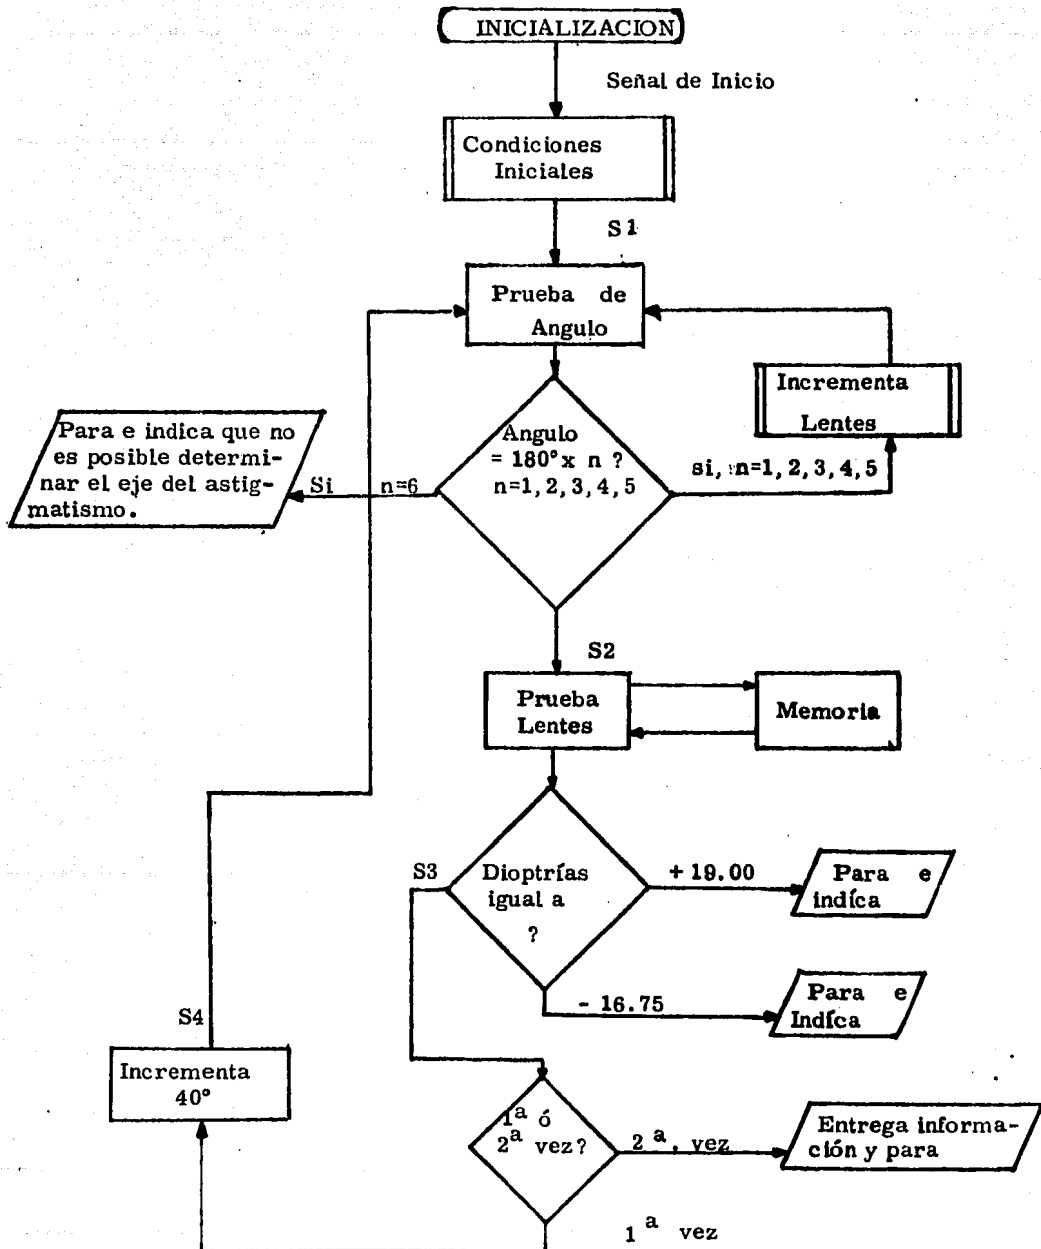 INICIALIZACION
Señal de Inicio
Condiciones
Iniciales
S1
Prueba de
Angulo
Incrementa
Lentes
Para e indica que no
es posible determi-
nar el eje del astig-
matismo.
Si n=6
Angulo
= 180° x n ?
n=1, 2, 3, 4, 5
si, n=1, 2, 3, 4, 5
S2
Prueba
Lentes
Memoria
S3
Dioptrías
igual a
?
+ 19.00
Para e
indíca
- 16.75
Para e
Indíca
S4
Incrementa
40°
1ª ó
2ª vez?
2ª. vez
Entrega informa-
ción y para
1ª vez